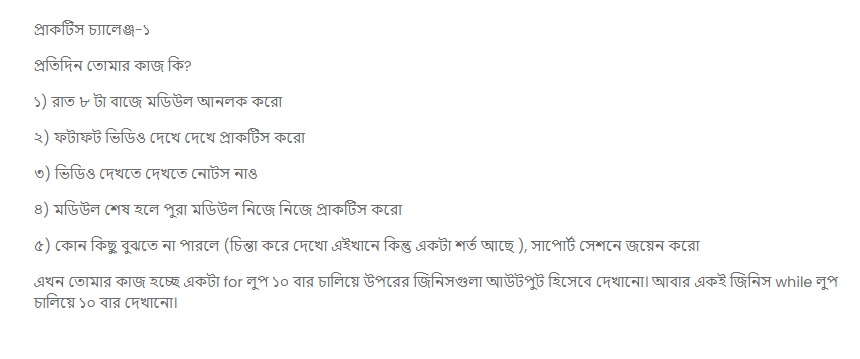 প্রাকটিস চ্যালেঞ্জ-১
প্রতিদিন তোমার কাজ কি?
১) রাত ৮ টা বাজে মডিউল আনলক করো
২) ফটাফট ভিডিও দেখে দেখে প্রাকটিস করো
৩) ভিডিও দেখতে দেখতে নোটস নাও
৪) মডিউল শেষ হলে পুরা মডিউল নিজে নিজে প্রাকটিস করো
৫) কোন কিছু বুঝতে না পারলে (চিন্তা করে দেখো এইখানে কিন্তু একটা শর্ত আছে ), সাপোর্ট সেশনে জয়েন করো
এখন তোমার কাজ হচ্ছে একটা for লুপ ১০ বার চালিয়ে উপরের জিনিসগুলা আউটপুট হিসেবে দেখানো। আবার একই জিনিস while লুপ
চালিয়ে ১০ বার দেখানো।